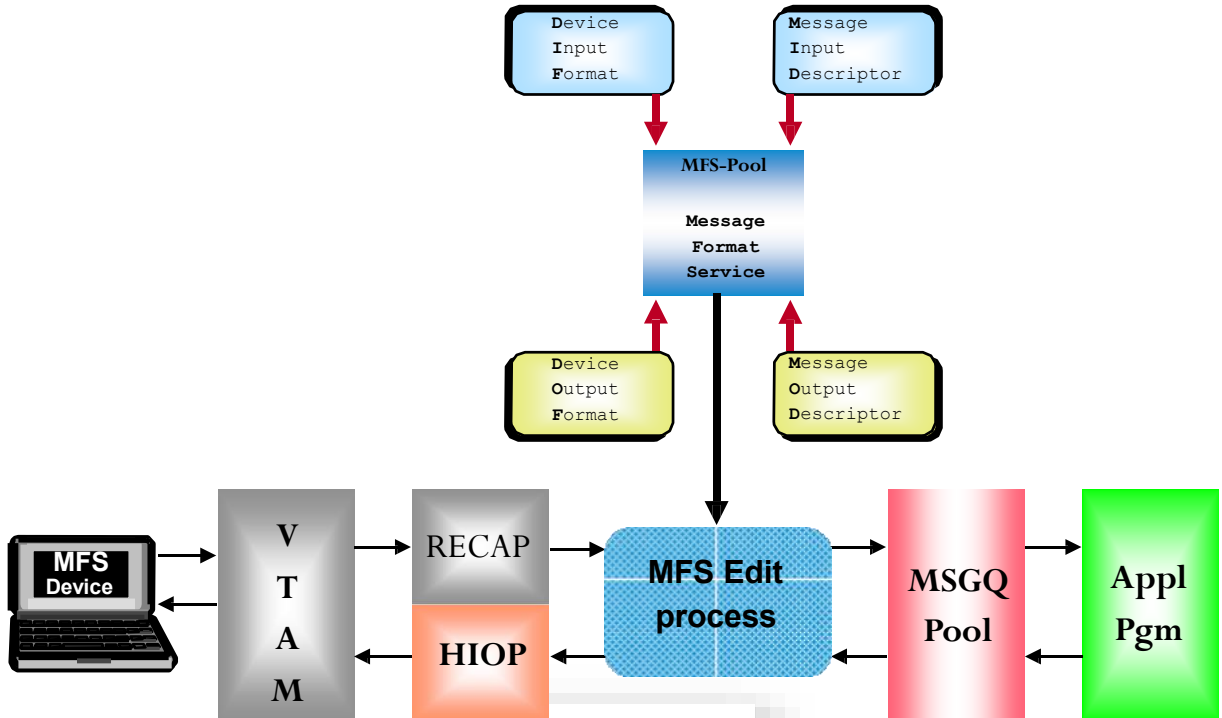 Device
Input
Format
Message
Input
Descriptor
MFS-Pool
Message
Format
Service
Device
Output
Format
Message
Output
Descriptor
MFS
Device
V
T
A
M
RECAP
HIOP
MFS Edit
process
MSGQ
Pool
Appl
Pgm